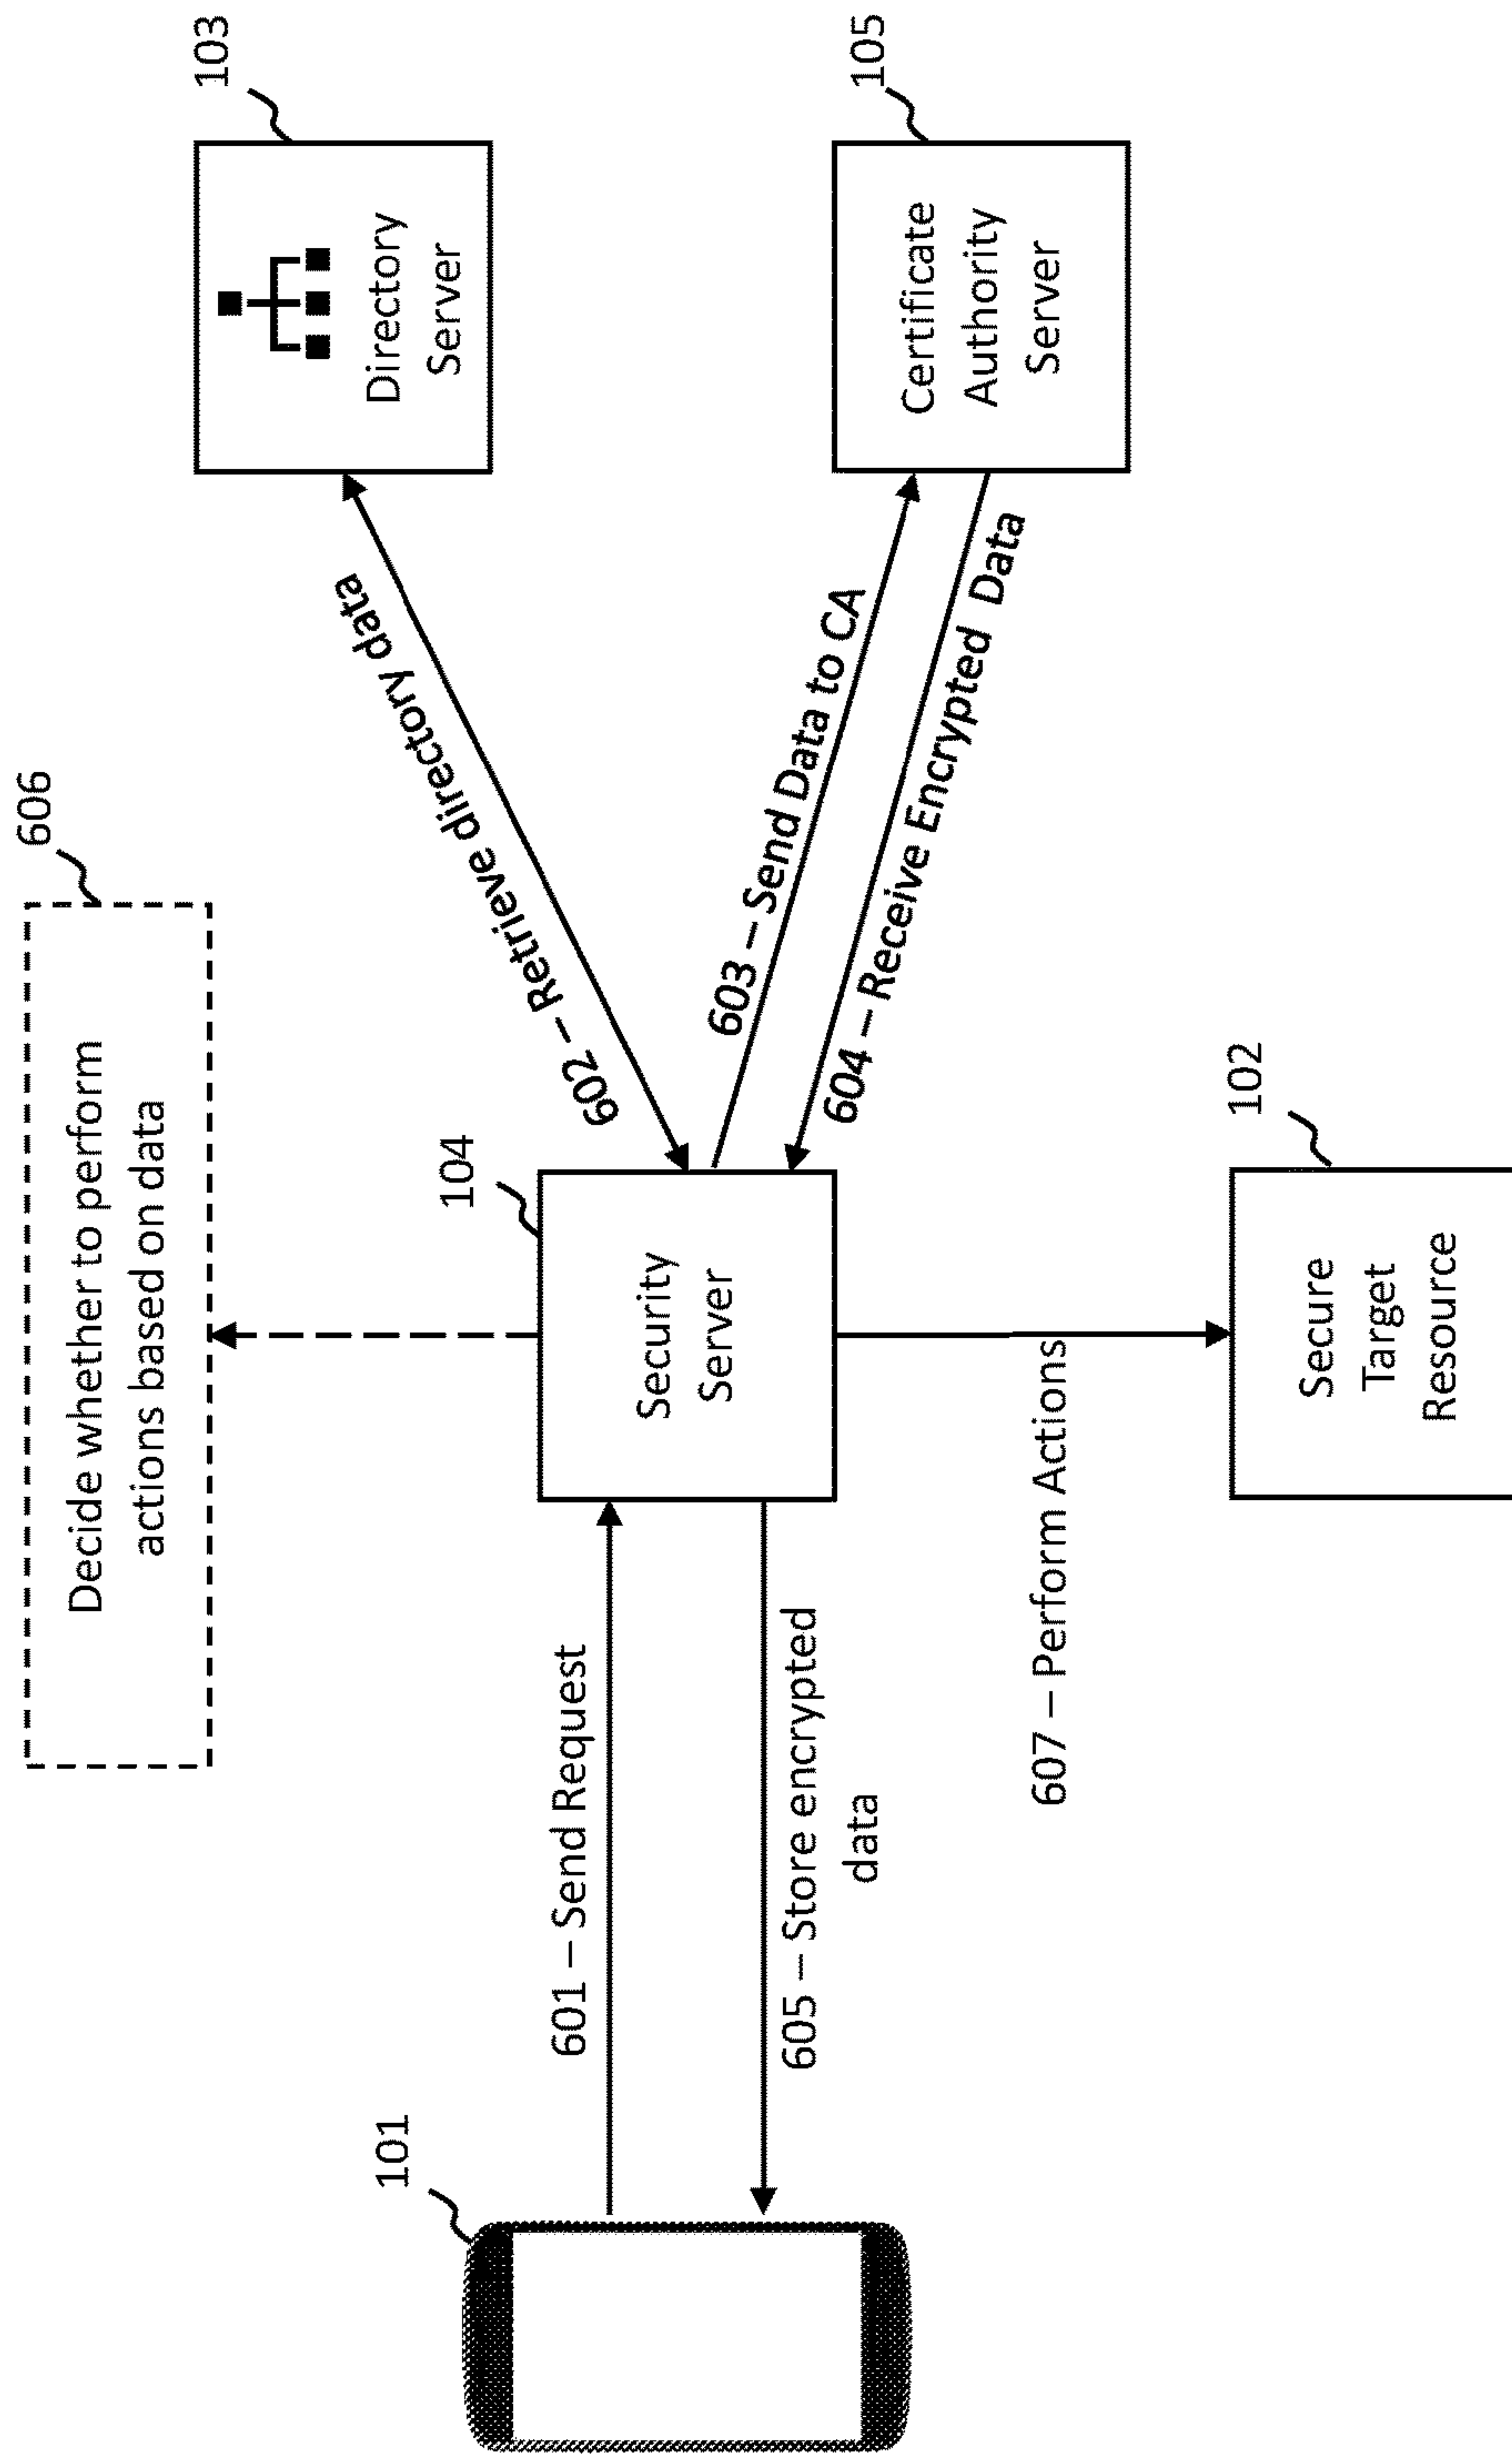 606
Decide whether to perform
actions based on data
103
Directory
Server
104
Security
Server
101
601 – Send Request
605 – Store encrypted
data
602 – Retrieve directory data
603 – Send Data to CA
604 – Receive Encrypted Data
105
Certificate
Authority
Server
607 – Perform Actions
102
Secure
Target
Resource